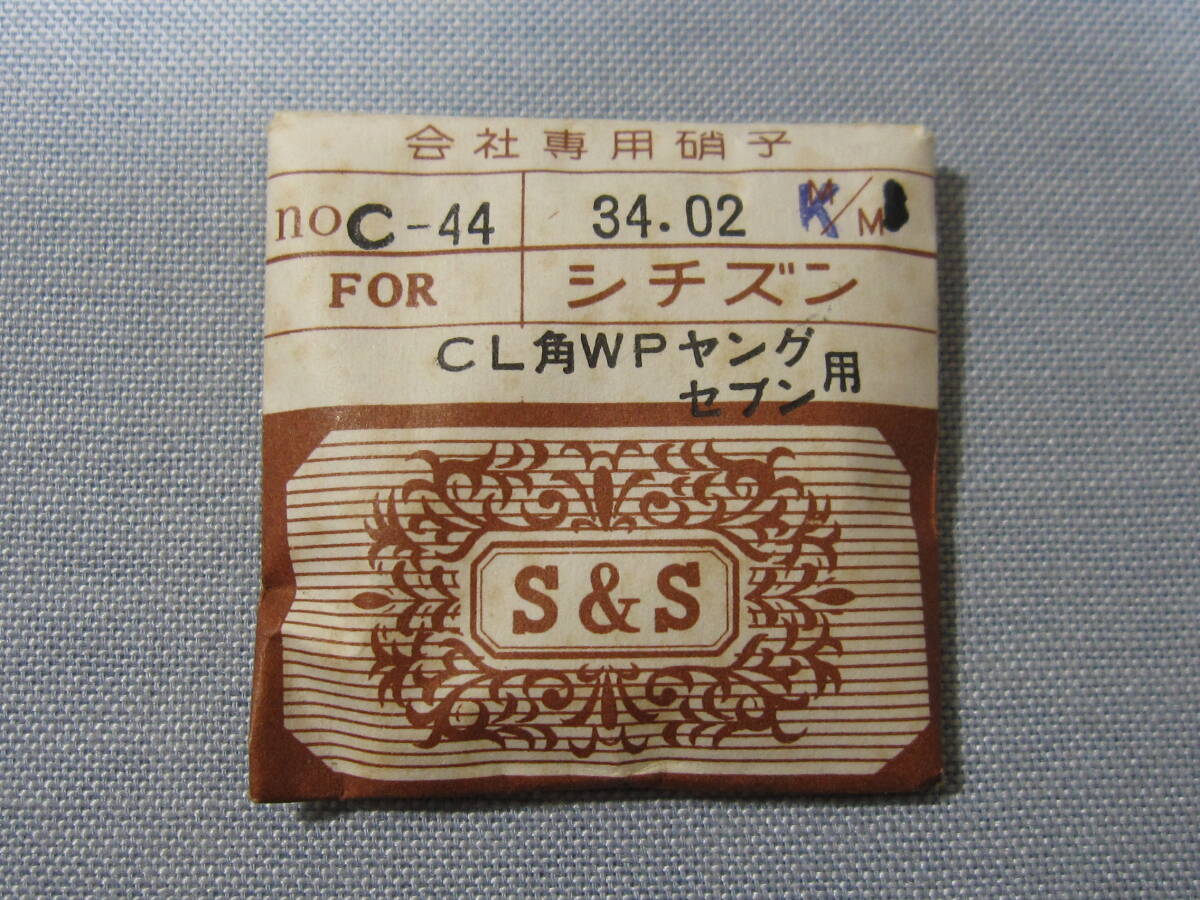 会社専用硝子
no C-44 34.02 M/M
K
FOR シチズン
CL角WPヤング
セブン用
S&S